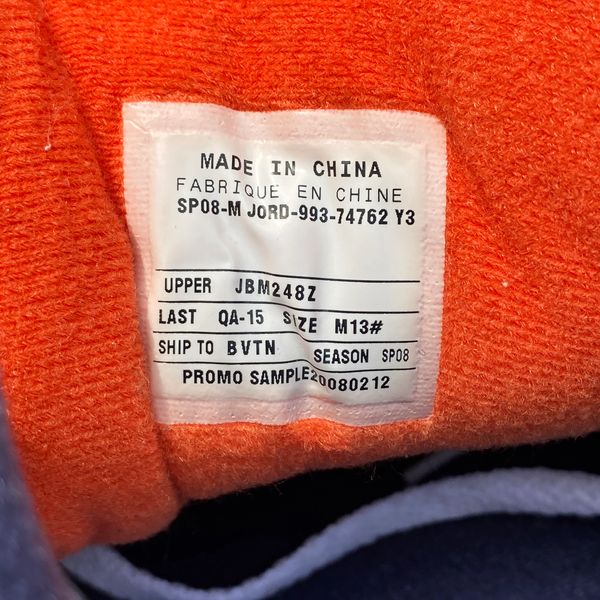 MADE IN CHINA
FABRIQUE EN CHINE
SP08-M JORD-993-74762 Y3
UPPER JBM248Z
LAST QA-15 SIZE M13#
SHIP TO BVTN SEASON SP08
PROMO SAMPLE20080212